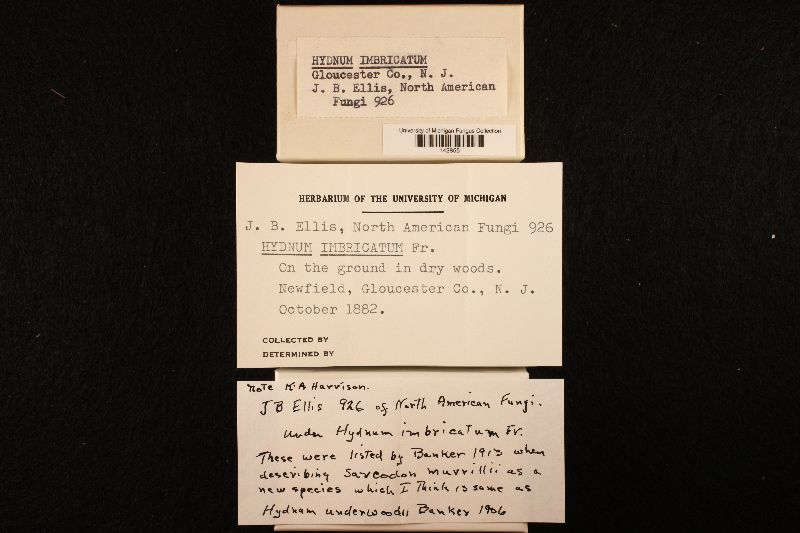 HYDNUM IMBRICATUM
Gloucester Co., N. J.
J. B. Ellis, North American
Fungi 926
University of Michigan Fungus Collection
HERBARIUM OF THE UNIVERSITY OF MICHIGAN
J. B. Ellis, North American Fungi 926
HYDNUM IMBRICATUM Fr.
On the ground in dry woods.
Newfield, Gloucester Co., N. J.
October 1882.
COLLECTED BY
DETERMINED BY
Note K A Harrison.
J B Ellis 926 of North American Fungi.
under Hydnum imbricatum Fr.
These were listed by Banker 1913 when
describing Sarcodon murrillii as a
new species which I Think is same as
Hydnum underwoodii Banker 1906